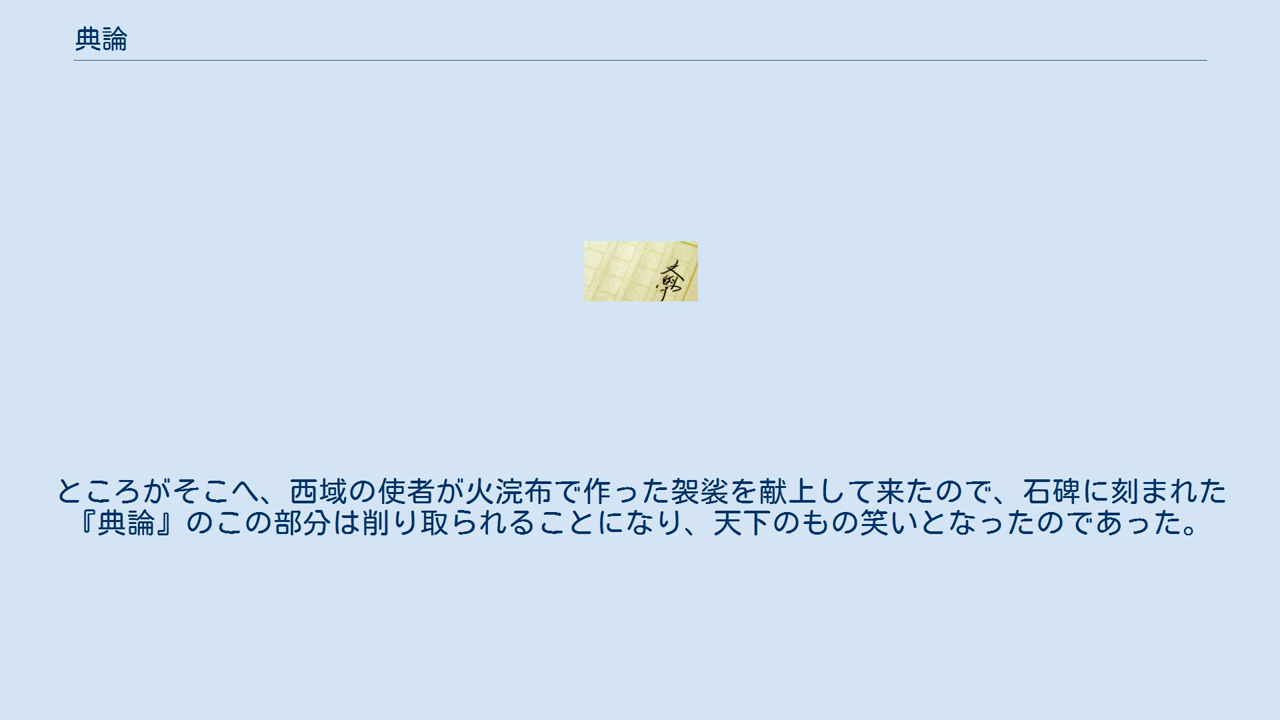 典論
ところがそこへ、西域の使者が火浣布で作った袈裟を献上して来たので、石碑に刻まれた
『典論』のこの部分は削り取られることになり、天下のもの笑いとなったのであった。